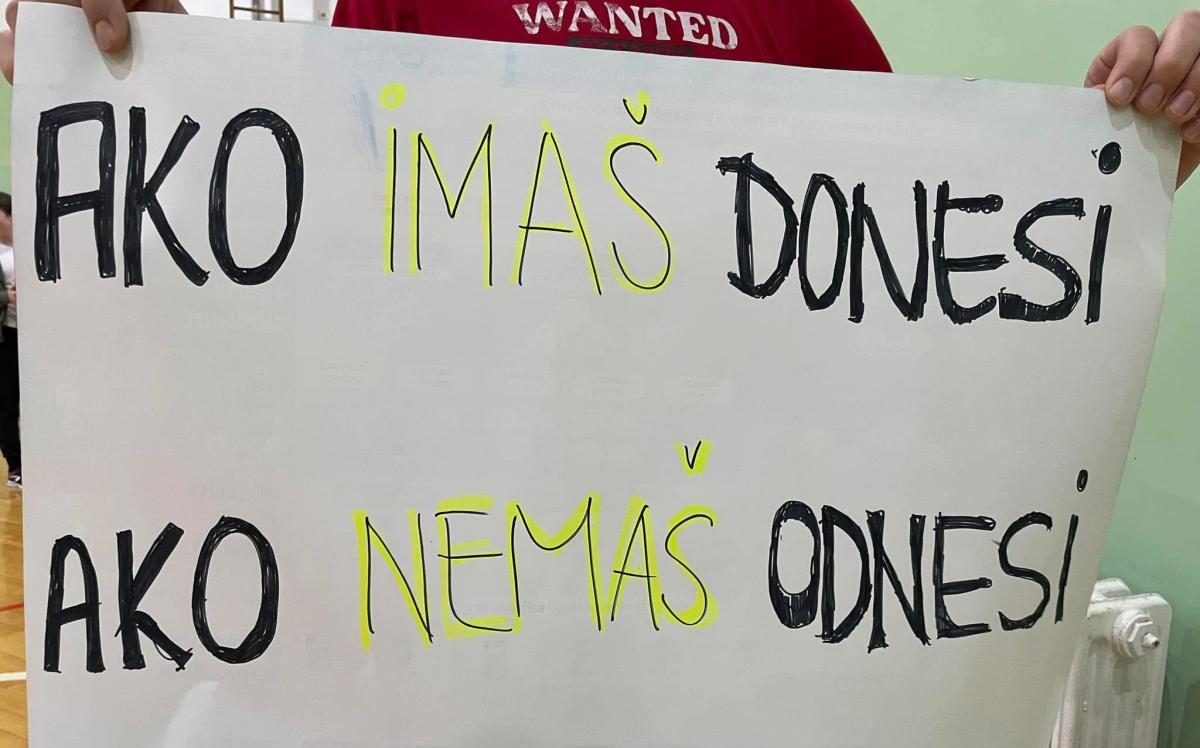 WANTED
AKO IMAŠ DONESI
AKO NEMAŠ ODNESI